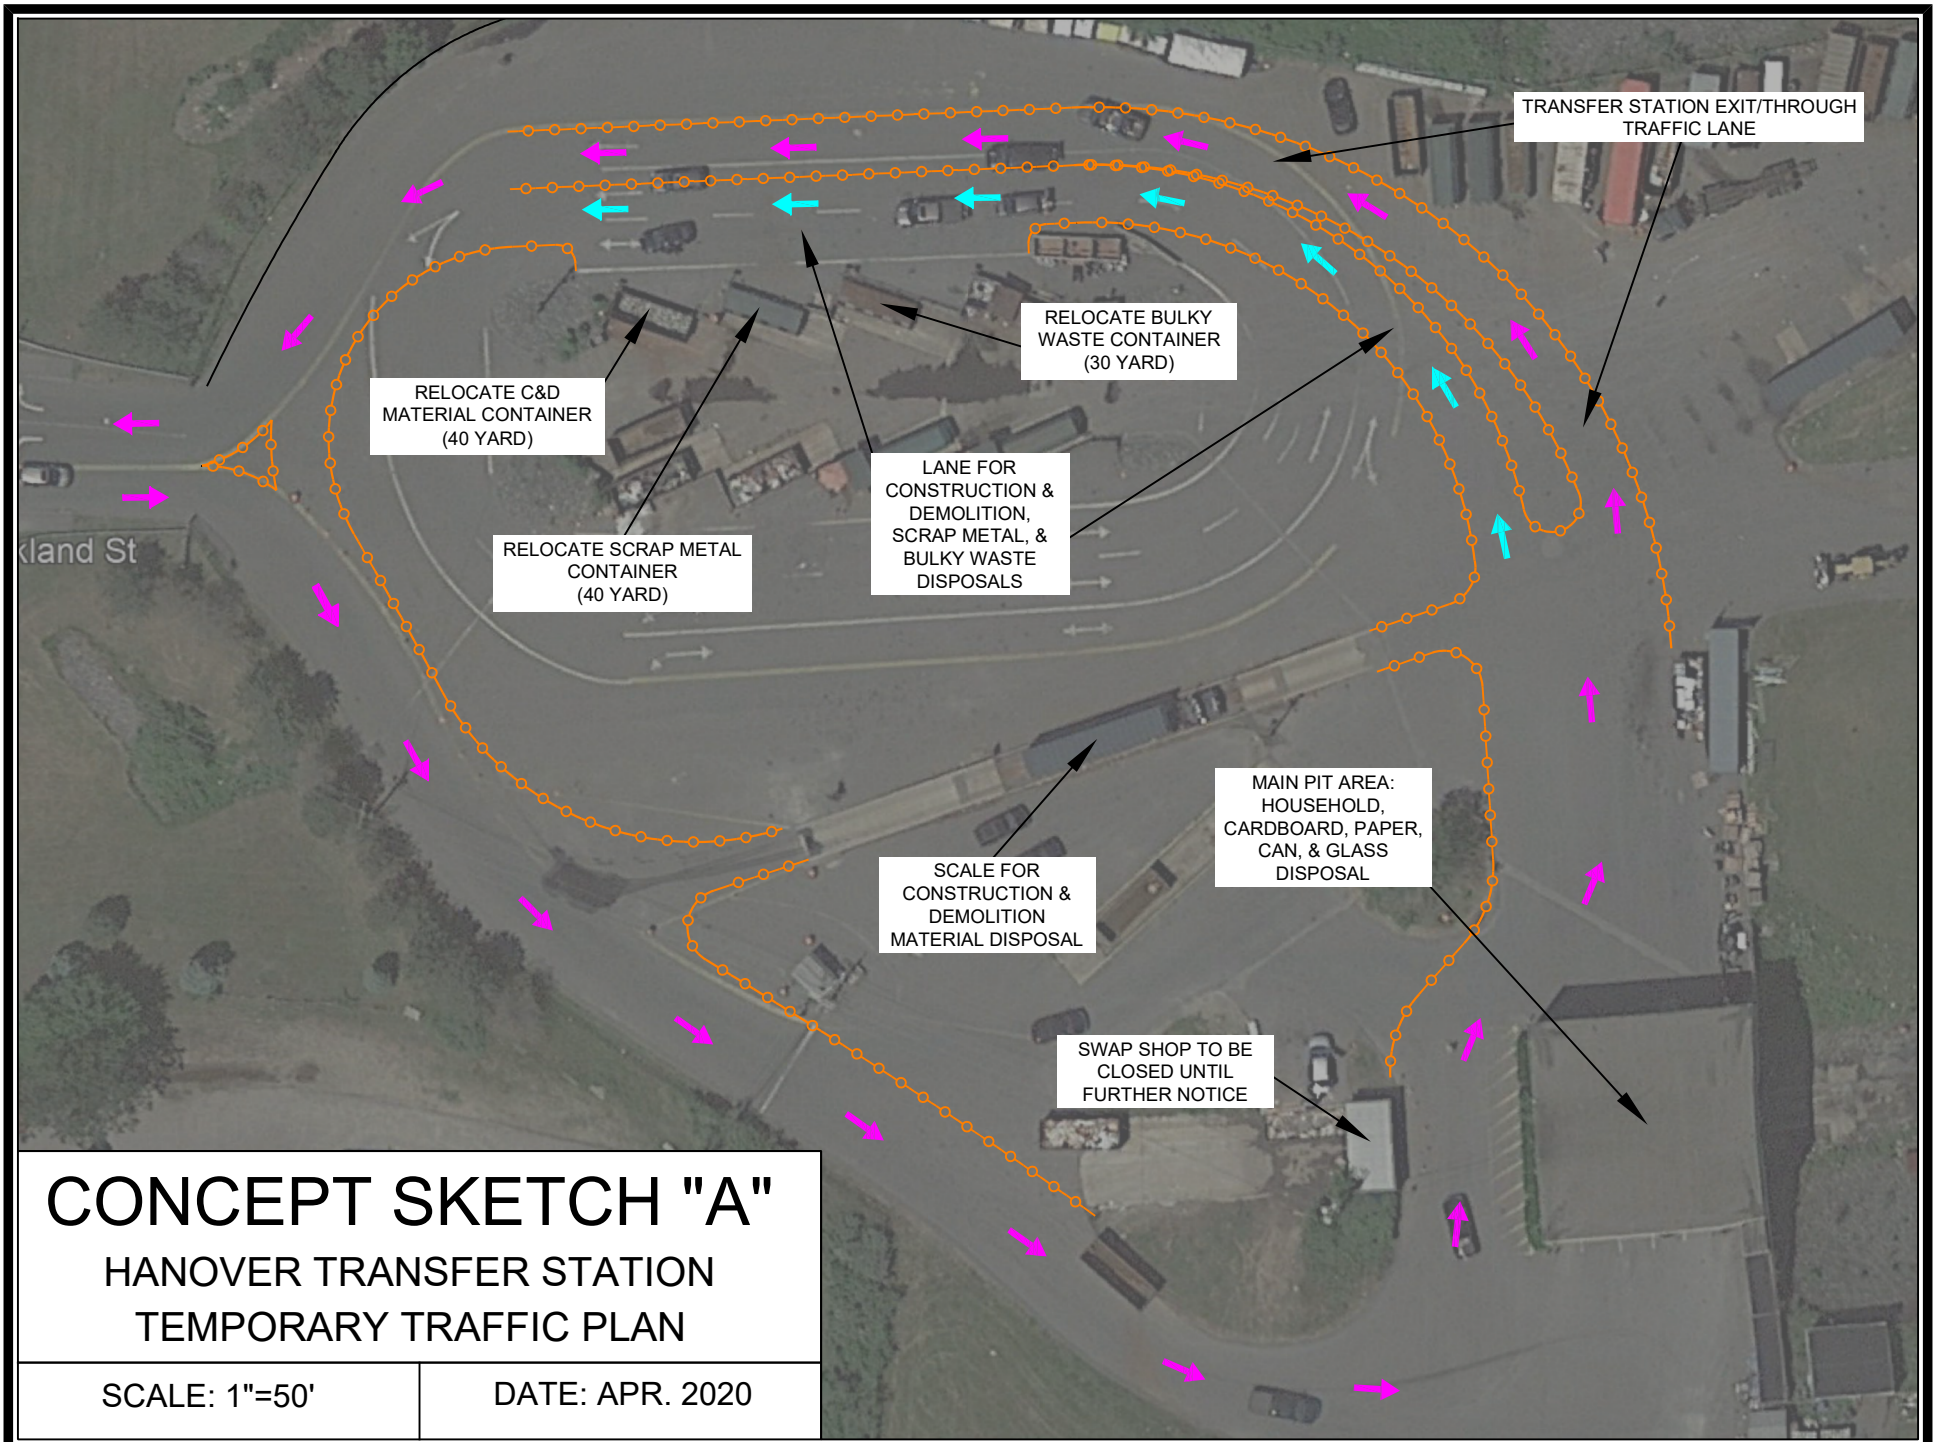 TRANSFER STATION EXIT/THROUGH
TRAFFIC LANE
RELOCATE BULKY
WASTE CONTAINER
(30 YARD)
RELOCATE C&D
MATERIAL CONTAINER
(40 YARD)
LANE FOR
CONSTRUCTION &
DEMOLITION,
SCRAP METAL, &
BULKY WASTE
DISPOSALS
RELOCATE SCRAP METAL
CONTAINER
(40 YARD)
kland St
MAIN PIT AREA:
HOUSEHOLD,
CARDBOARD, PAPER,
CAN, & GLASS
DISPOSAL
SCALE FOR
CONSTRUCTION &
DEMOLITION
MATERIAL DISPOSAL
SWAP SHOP TO BE
CLOSED UNTIL
FURTHER NOTICE
CONCEPT SKETCH "A"
HANOVER TRANSFER STATION
TEMPORARY TRAFFIC PLAN
SCALE: 1"=50'
DATE: APR. 2020